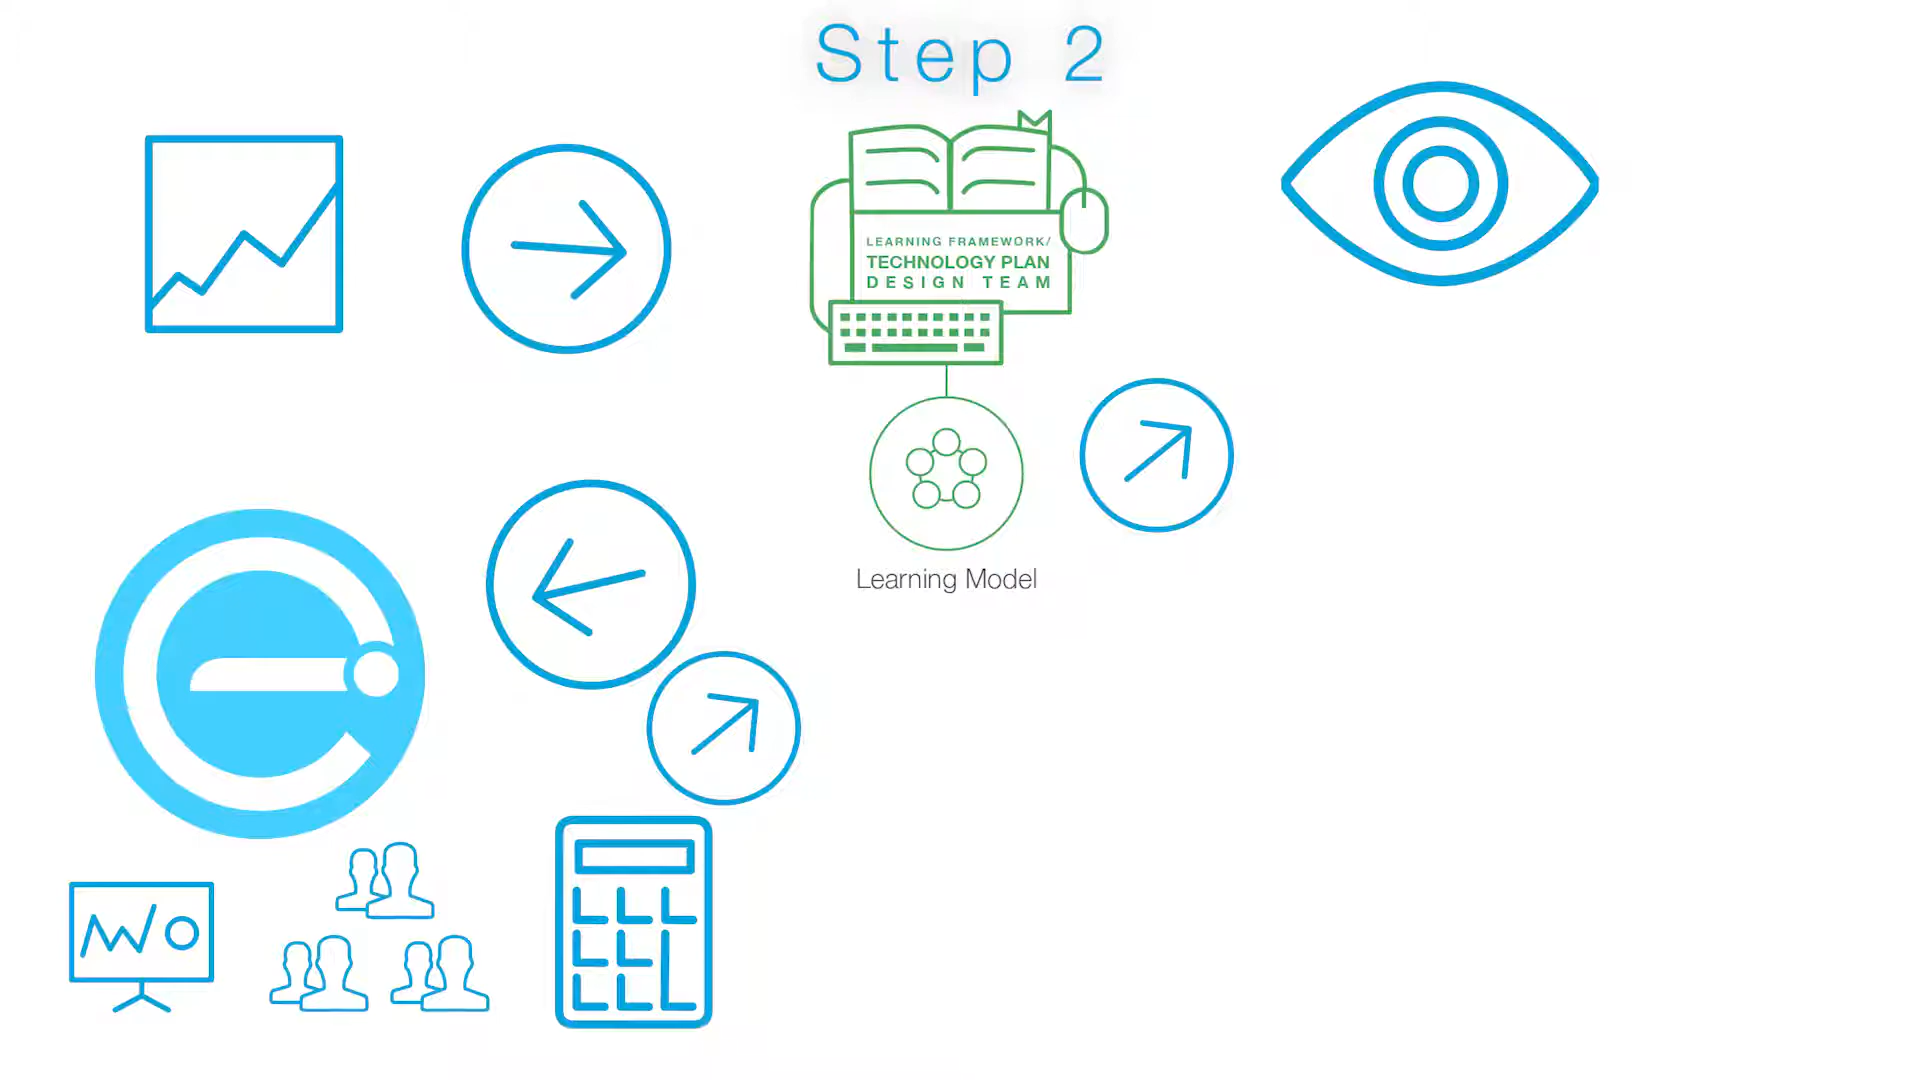 Step 2
LEARNING FRAMEWORK/
TECHNOLOGY PLAN
DESIGN TEAM
Learning Model